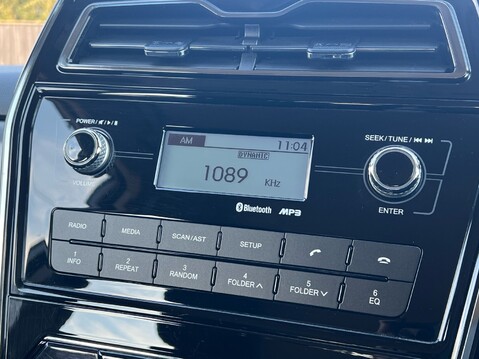 POWER/
VOLUME
AM 11:04
DYNAMIC
1089 KHz
Bluetooth MP3
SEEK/TUNE/
ENTER
RADIO MEDIA SCAN/AST SETUP
1 INFO
2 REPEAT
3 RANDOM
4 FOLDER
5 FOLDER
6 EQ